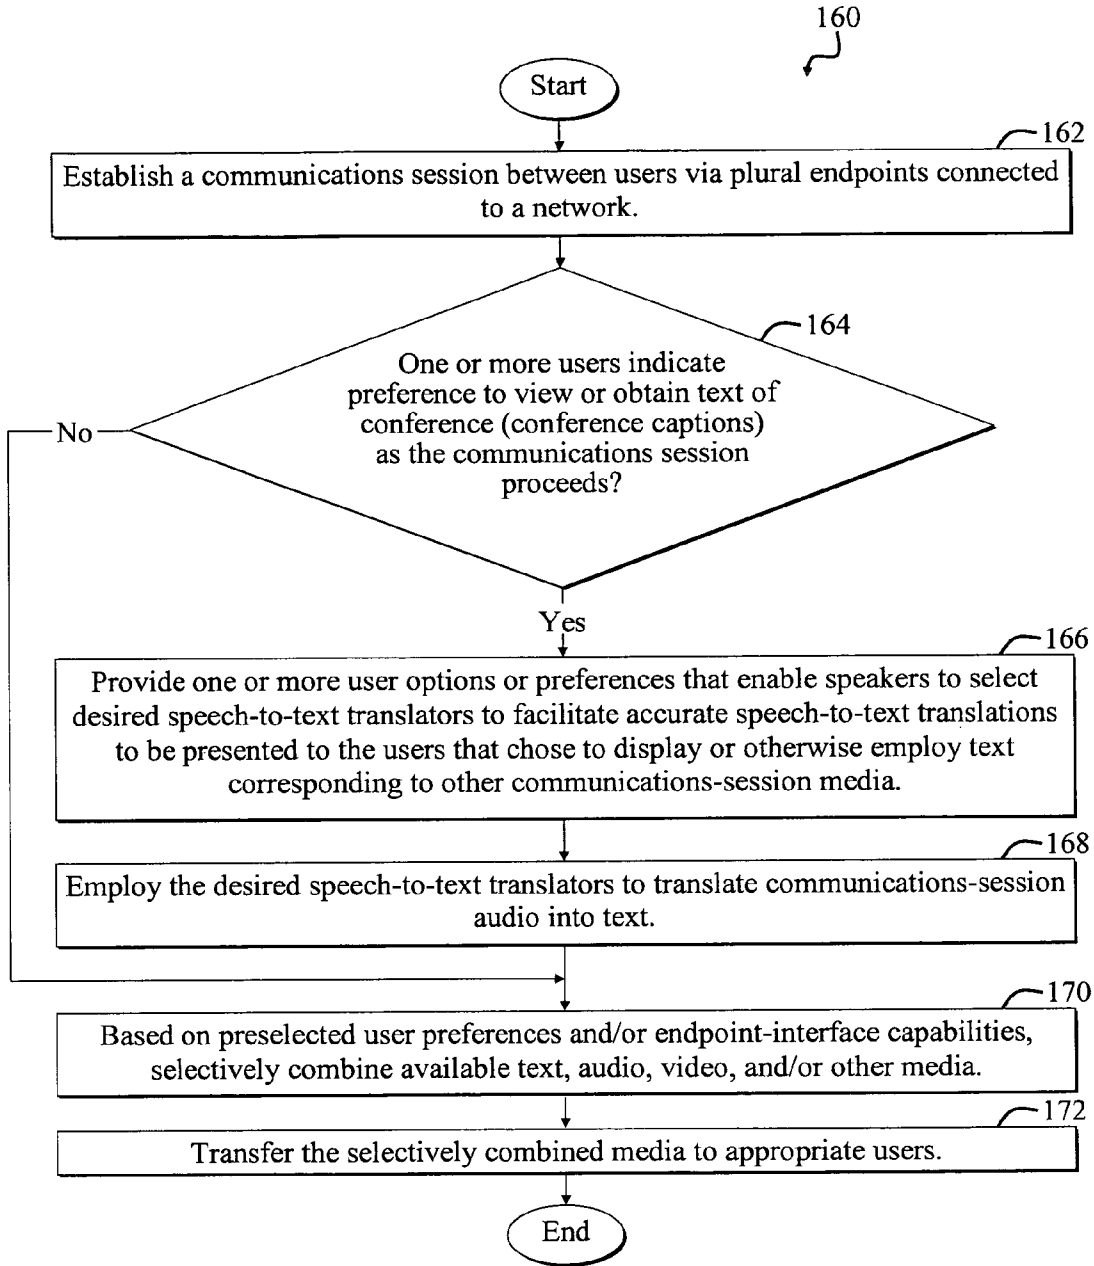 160
Start
162
Establish a communications session between users via plural endpoints connected
to a network.
164
One or more users indicate
preference to view or obtain text of
conference (conference captions)
as the communications session
proceeds?
No
Yes
166
Provide one or more user options or preferences that enable speakers to select
desired speech-to-text translators to facilitate accurate speech-to-text translations
to be presented to the users that chose to display or otherwise employ text
corresponding to other communications-session media.
168
Employ the desired speech-to-text translators to translate communications-session
audio into text.
170
Based on preselected user preferences and/or endpoint-interface capabilities,
selectively combine available text, audio, video, and/or other media.
172
Transfer the selectively combined media to appropriate users.
End